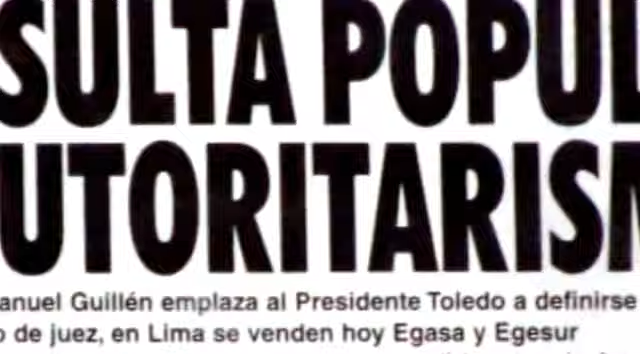 SULTA POPUL
UTORITARISM
anuel Guillén emplaza al Presidente Toledo a definirse
o de juez, en Lima se venden hoy Egasa y Egesur